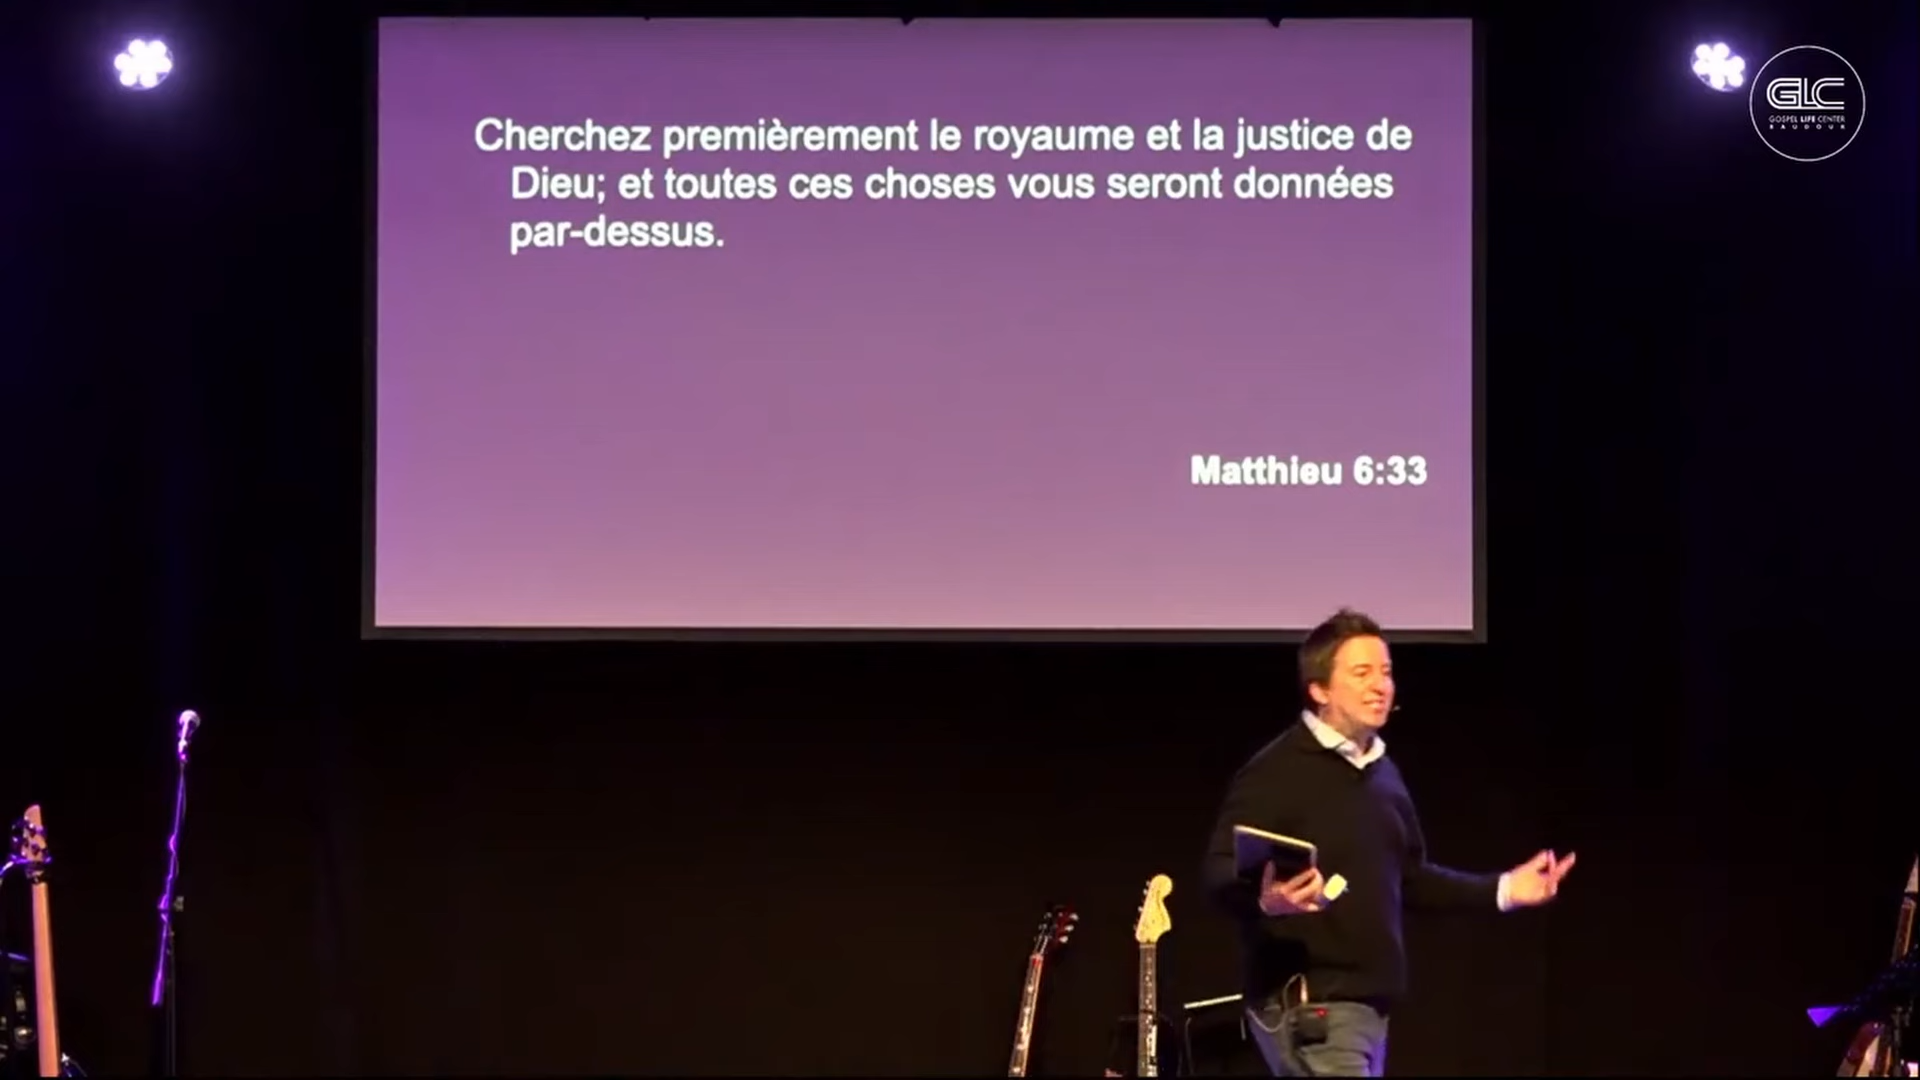 Cherchez premièrement le royaume et la justice de
Dieu; et toutes ces choses vous seront données
par-dessus.
Matthieu 6:33
GLC
GOSPEL LIFE CENTER
BAUDOUR